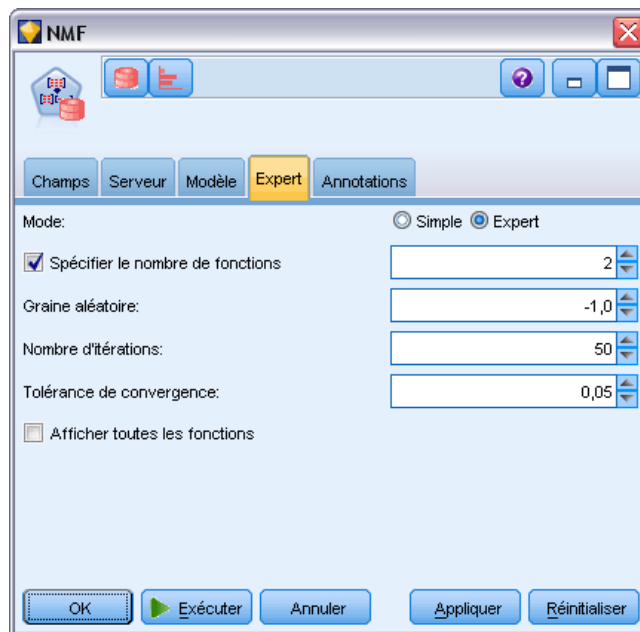 NMF
?
Champs Serveur Modèle Expert Annotations
Mode: Simple Expert
Spécifier le nombre de fonctions 2
Graine aléatoire: -1,0
Nombre d'itérations: 50
Tolérance de convergence: 0,05
Afficher toutes les fonctions
OK Exécuter Annuler Appliquer Réinitialiser